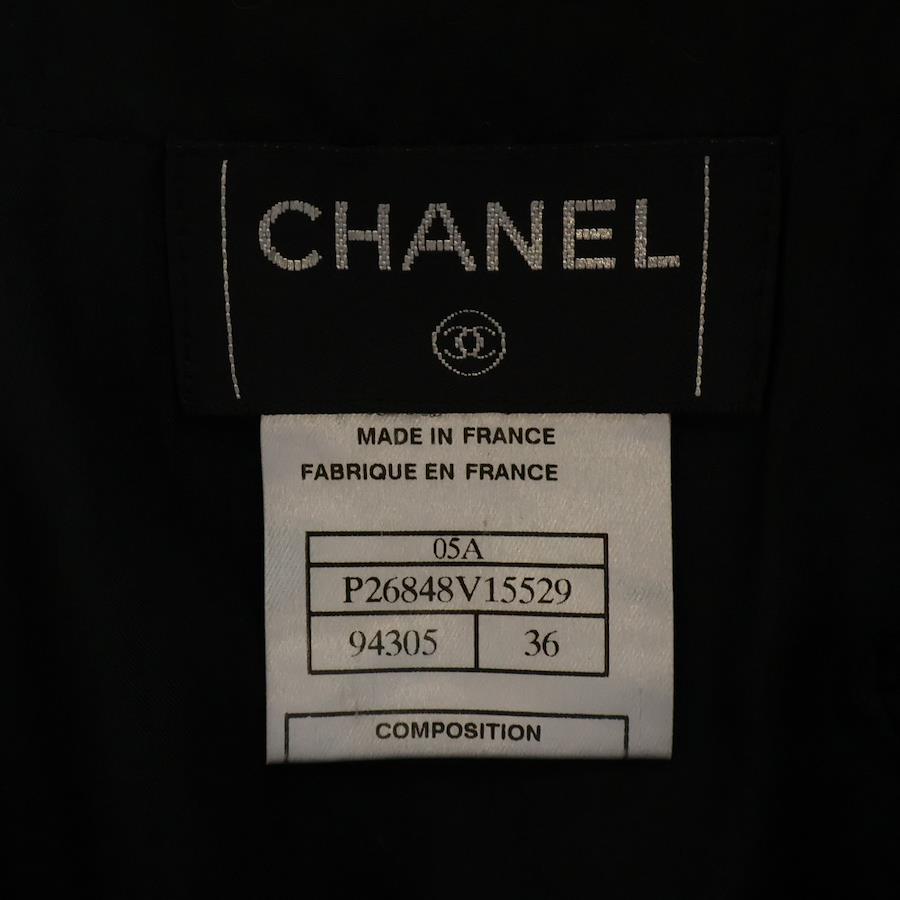 CHANEL
MADE IN FRANCE
FABRIQUE EN FRANCE
05A
P26848V15529
94305 36
COMPOSITION